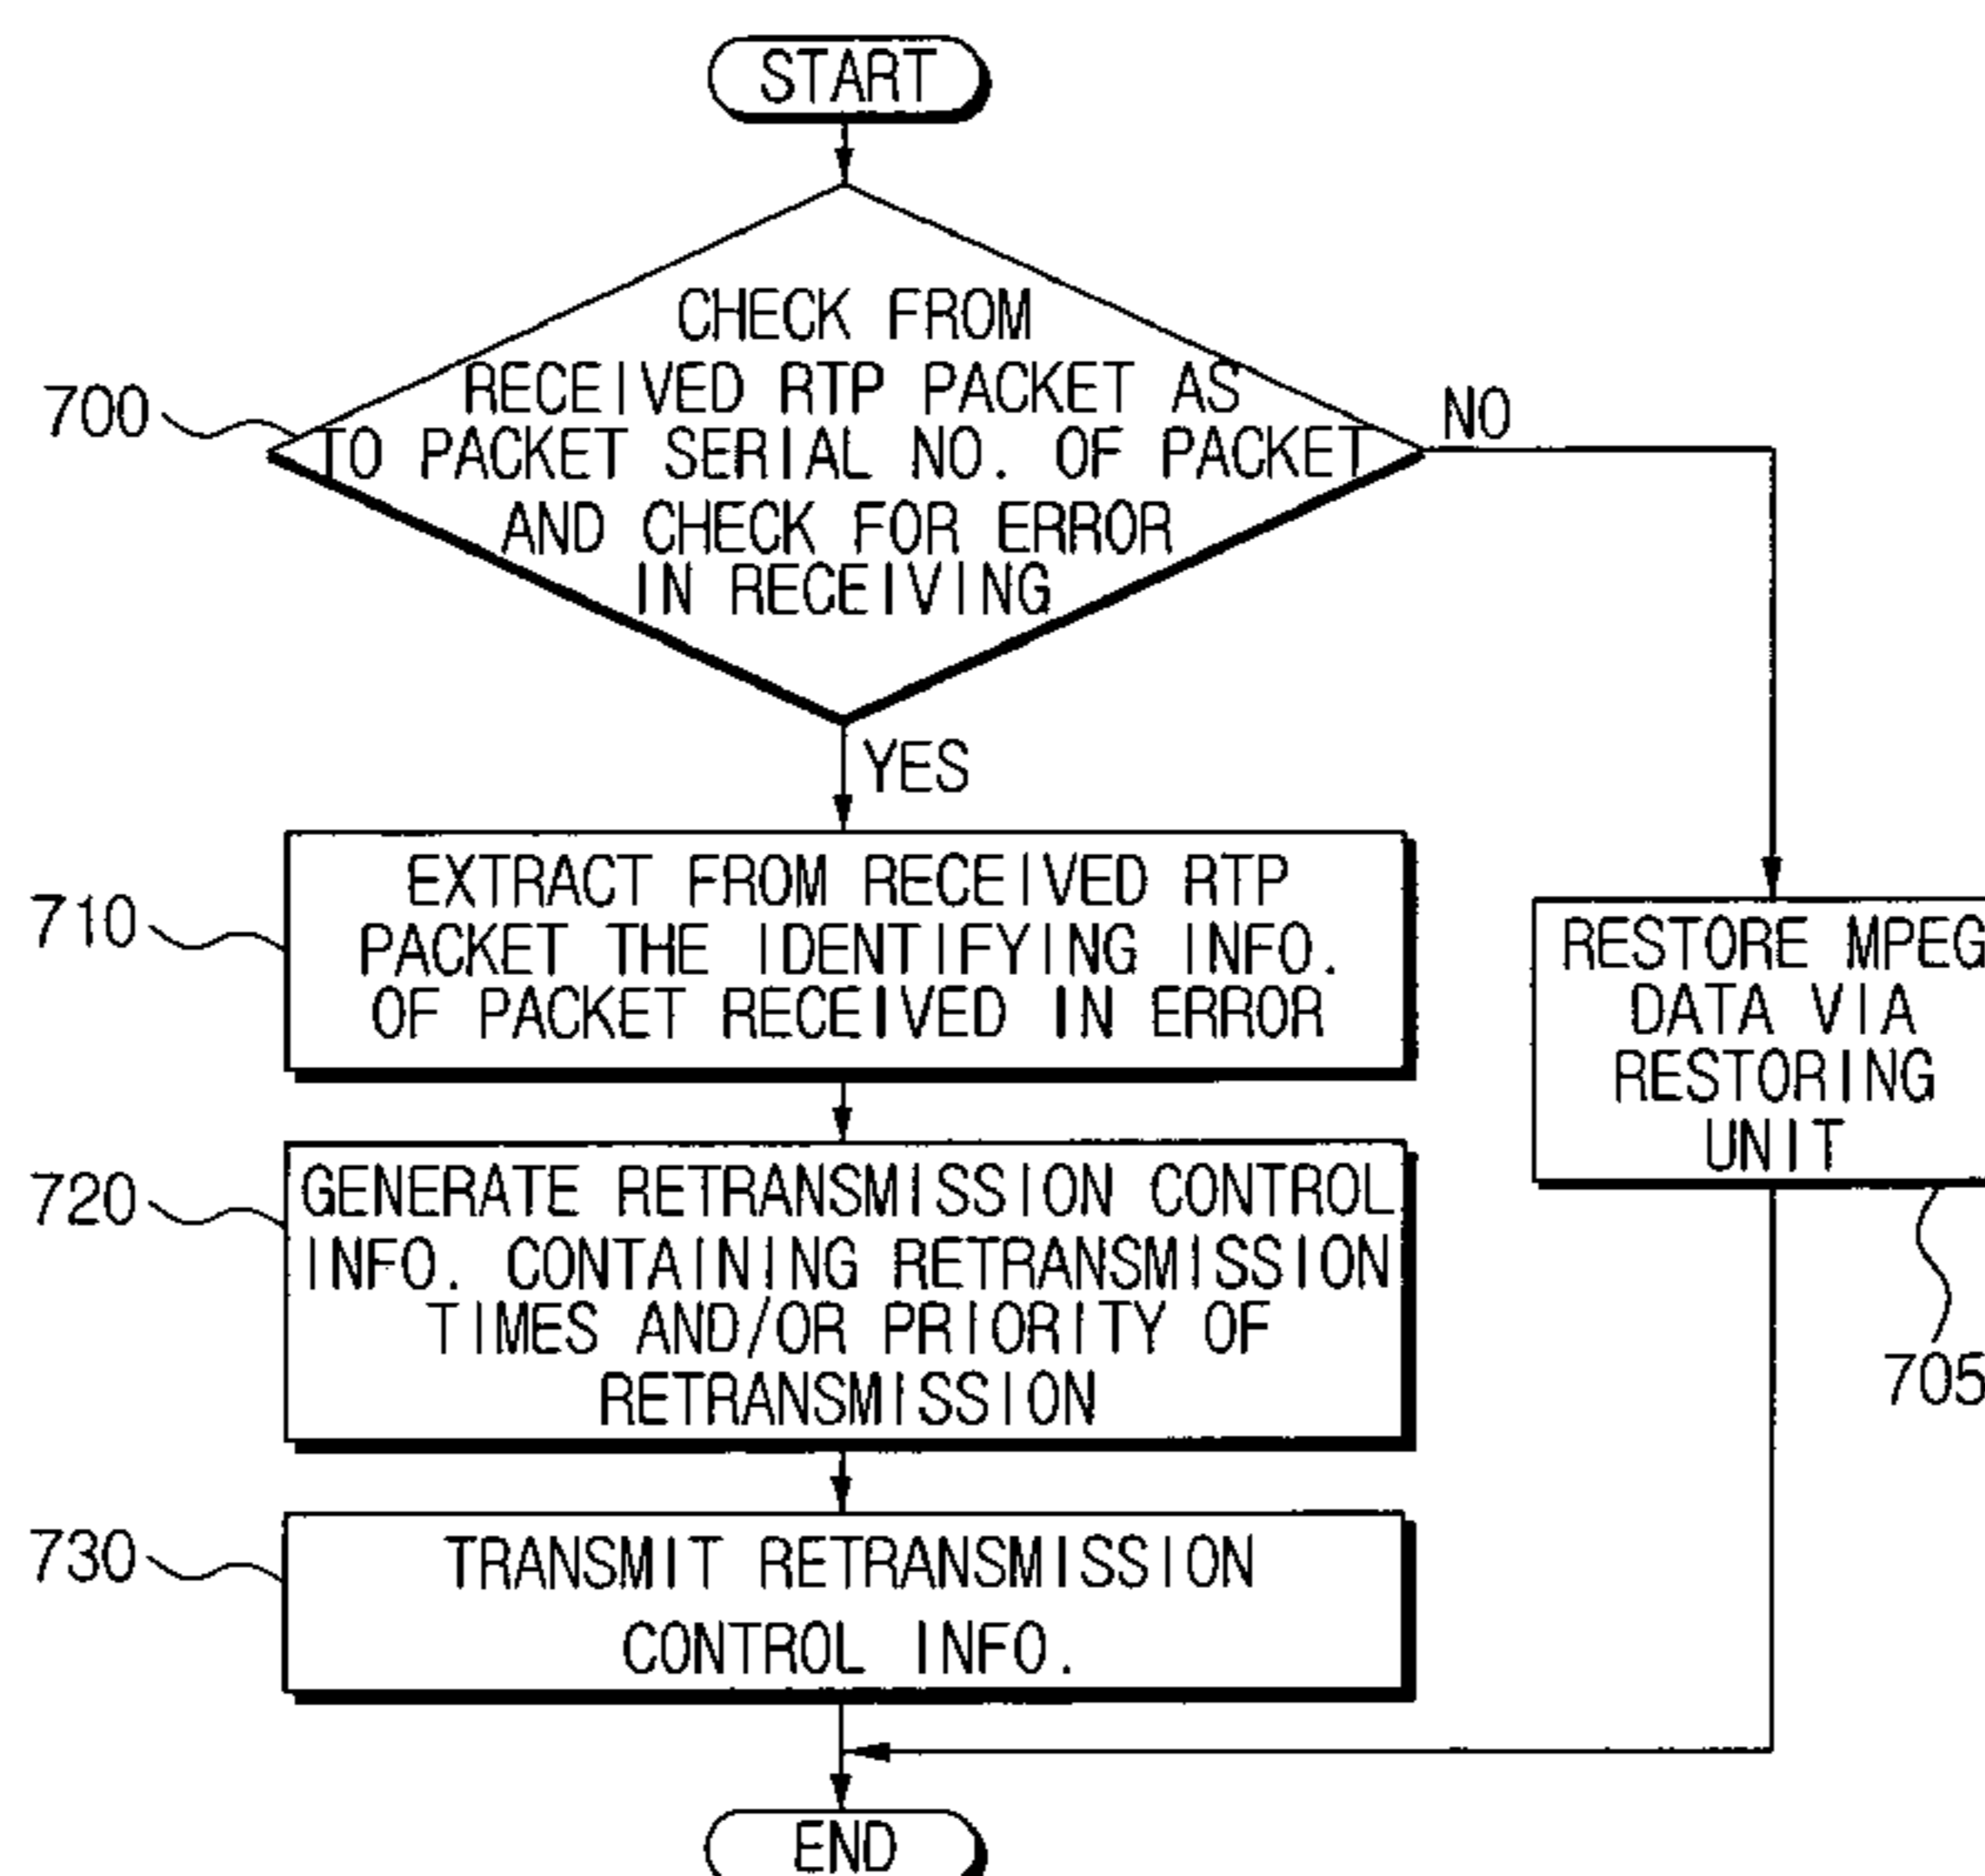 START
CHECK FROM
RECEIVED RTP PACKET AS
TO PACKET SERIAL NO. OF PACKET
AND CHECK FOR ERROR
IN RECEIVING
700
NO
YES
710
EXTRACT FROM RECEIVED RTP
PACKET THE IDENTIFYING INFO.
OF PACKET RECEIVED IN ERROR
RESTORE MPEG
DATA VIA
RESTORING
UNIT
705
720
GENERATE RETRANSMISSION CONTROL
INFO. CONTAINING RETRANSMISSION
TIMES AND/OR PRIORITY OF
RETRANSMISSION
730
TRANSMIT RETRANSMISSION
CONTROL INFO.
END